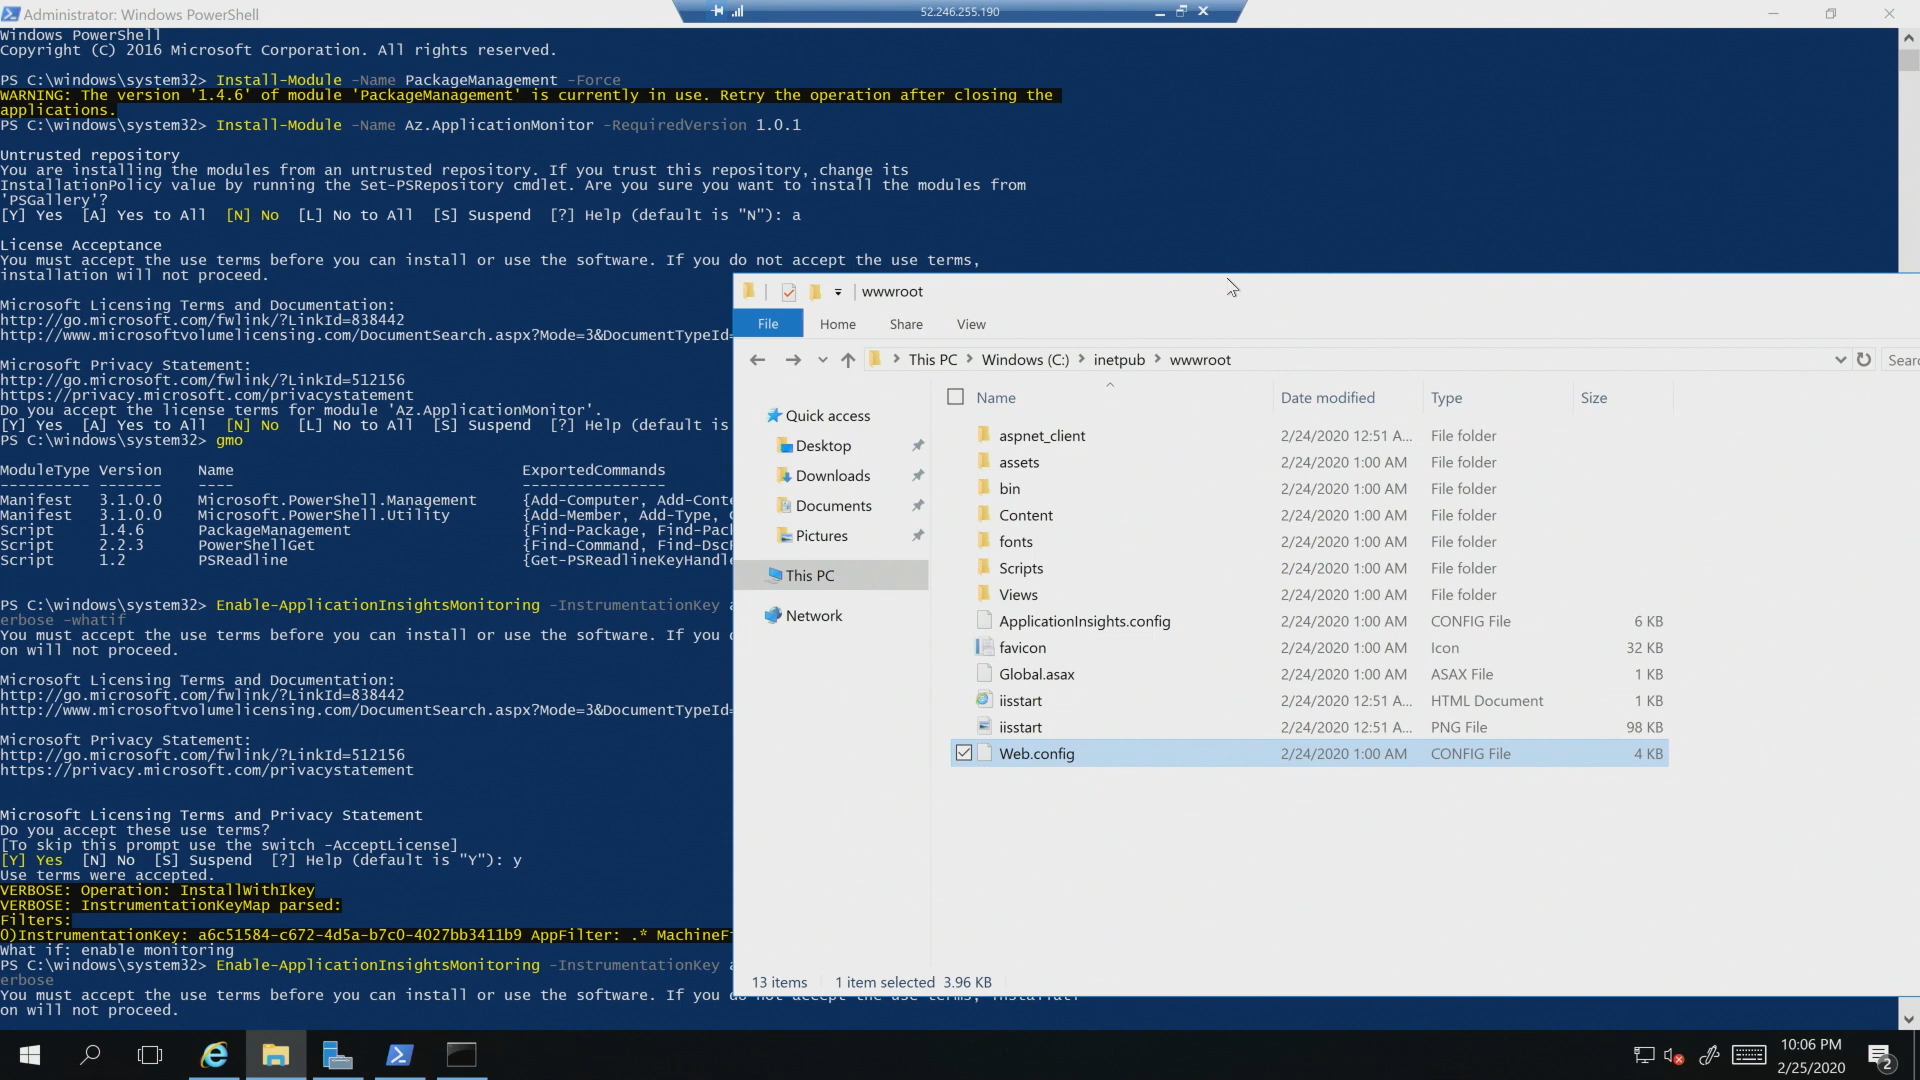 Administrator: Windows PowerShell
52.246.255.190
Windows PowerShell
Copyright (C) 2016 Microsoft Corporation. All rights reserved.
PS C:\windows\system32> Install-Module -Name PackageManagement -Force
WARNING: The version '1.4.6' of module 'PackageManagement' is currently in use. Retry the operation after closing the
applications.
PS C:\windows\system32> Install-Module -Name Az.ApplicationMonitor -RequiredVersion 1.0.1
Untrusted repository
You are installing the modules from an untrusted repository. If you trust this repository, change its
InstallationPolicy value by running the Set-PSRepository cmdlet. Are you sure you want to install the modules from
'PSGallery'?
[Y] Yes  [A] Yes to All  [N] No  [L] No to All  [S] Suspend  [?] Help (default is "N"): a
License Acceptance
You must accept the use terms before you can install or use the software. If you do not accept the use terms,
installation will not proceed.
Microsoft Licensing Terms and Documentation:
http://go.microsoft.com/fwlink/?LinkId=838442
http://www.microsoftvolumelicensing.com/DocumentSearch.aspx?Mode=3&DocumentTypeId=
Microsoft Privacy Statement:
http://go.microsoft.com/fwlink/?LinkId=512156
https://privacy.microsoft.com/privacystatement
Do you accept the license terms for module 'Az.ApplicationMonitor'.
[Y] Yes  [A] Yes to All  [N] No  [L] No to All  [S] Suspend  [?] Help (default is
PS C:\windows\system32> gmo
ModuleType Version    Name    ExportedCommands
---------- -------    ----    ----------------
Manifest   3.1.0.0    Microsoft.PowerShell.Management    {Add-Computer, Add-Conte
Manifest   3.1.0.0    Microsoft.PowerShell.Utility    {Add-Member, Add-Type,
Script     1.4.6      PackageManagement    {Find-Package, Find-Pac
Script     2.2.3      PowerShellGet    {Find-Command, Find-Dsc
Script     1.2        PSReadline    {Get-PSReadlineKeyHandle
PS C:\windows\system32> Enable-ApplicationInsightsMonitoring -InstrumentationKey
erbose -whatif
You must accept the use terms before you can install or use the software. If you
on will not proceed.
Microsoft Licensing Terms and Documentation:
http://go.microsoft.com/fwlink/?LinkId=838442
http://www.microsoftvolumelicensing.com/DocumentSearch.aspx?Mode=3&DocumentTypeId=
Microsoft Privacy Statement:
http://go.microsoft.com/fwlink/?LinkId=512156
https://privacy.microsoft.com/privacystatement
Microsoft Licensing Terms and Privacy Statement
Do you accept these use terms?
[To skip this prompt use the switch -AcceptLicense]
[Y] Yes  [N] No  [S] Suspend  [?] Help (default is "Y"): y
Use terms were accepted.
VERBOSE: Operation: InstallWithIkey
VERBOSE: InstrumentationKeyMap parsed:
Filters:
0)InstrumentationKey: a6c51584-c672-4d5a-b7c0-4027bb3411b9 AppFilter: .* MachineF
What if: enable monitoring
PS C:\windows\system32> Enable-ApplicationInsightsMonitoring -InstrumentationKey
erbose
You must accept the use terms before you can install or use the software. If you
on will not proceed.
wwwroot
File  Home  Share  View
This PC > Windows (C:) > inetpub > wwwroot
Sear
Quick access
Desktop
Downloads
Documents
Pictures
This PC
Network
Name  Date modified  Type  Size
aspnet_client  2/24/2020 12:51 A...  File folder
assets  2/24/2020 1:00 AM  File folder
bin  2/24/2020 1:00 AM  File folder
Content  2/24/2020 1:00 AM  File folder
fonts  2/24/2020 1:00 AM  File folder
Scripts  2/24/2020 1:00 AM  File folder
Views  2/24/2020 1:00 AM  File folder
ApplicationInsights.config  2/24/2020 1:00 AM  CONFIG File  6 KB
favicon  2/24/2020 1:00 AM  Icon  32 KB
Global.asax  2/24/2020 1:00 AM  ASAX File  1 KB
iisstart  2/24/2020 12:51 A...  HTML Document  1 KB
iisstart  2/24/2020 12:51 A...  PNG File  98 KB
Web.config  2/24/2020 1:00 AM  CONFIG File  4 KB
13 items  1 item selected  3.96 KB
10:06 PM
2/25/2020
2